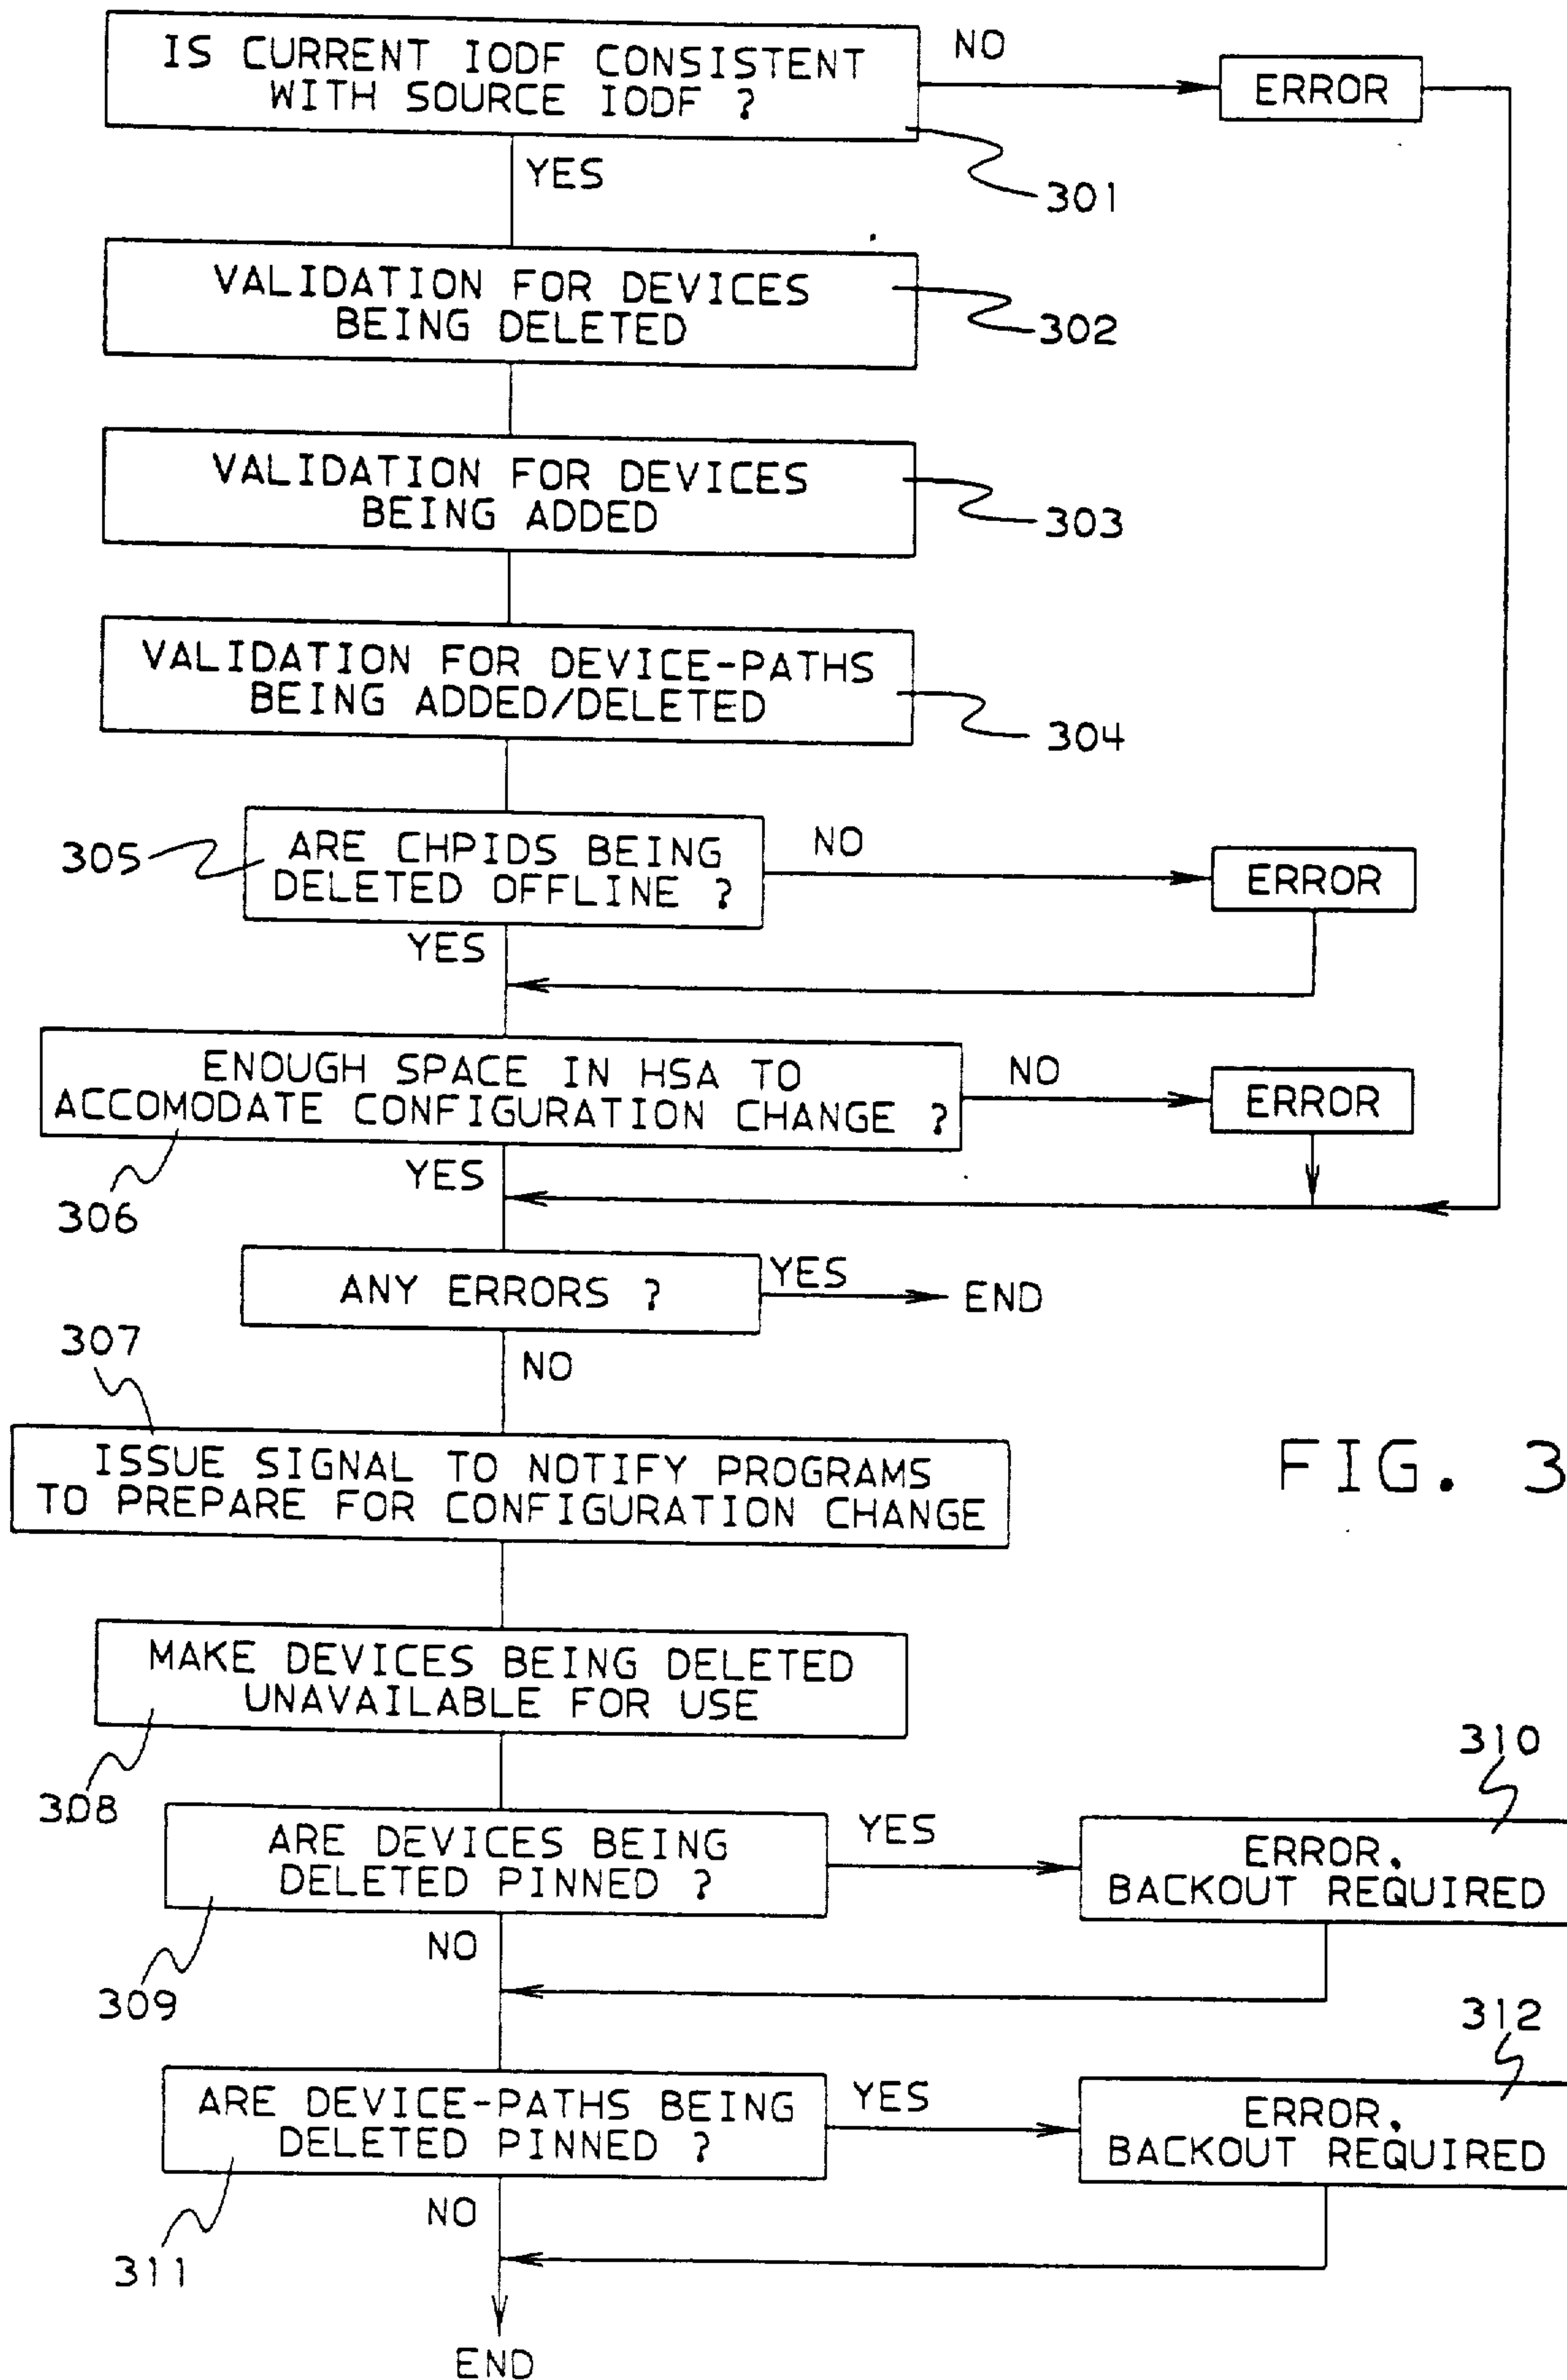 IS CURRENT IODF CONSISTENT
WITH SOURCE IODF ?
NO
ERROR
YES
301
VALIDATION FOR DEVICES
BEING DELETED
302
VALIDATION FOR DEVICES
BEING ADDED
303
VALIDATION FOR DEVICE-PATHS
BEING ADDED/DELETED
304
305
ARE CHPIDS BEING
DELETED OFFLINE ?
NO
ERROR
YES
ENOUGH SPACE IN HSA TO
ACCOMODATE CONFIGURATION CHANGE ?
NO
ERROR
YES
306
ANY ERRORS ?
YES
END
307
NO
ISSUE SIGNAL TO NOTIFY PROGRAMS
TO PREPARE FOR CONFIGURATION CHANGE
FIG. 3
MAKE DEVICES BEING DELETED
UNAVAILABLE FOR USE
308
310
ARE DEVICES BEING
DELETED PINNED ?
YES
ERROR.
BACKOUT REQUIRED
NO
309
312
ARE DEVICE-PATHS BEING
DELETED PINNED ?
YES
ERROR.
BACKOUT REQUIRED
NO
311
END